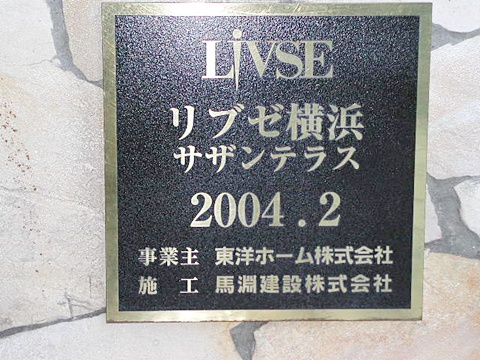 LiVSE
リブゼ横浜
サザンテラス
2004.2
事業主 東洋ホーム株式会社
施工 馬淵建設株式会社